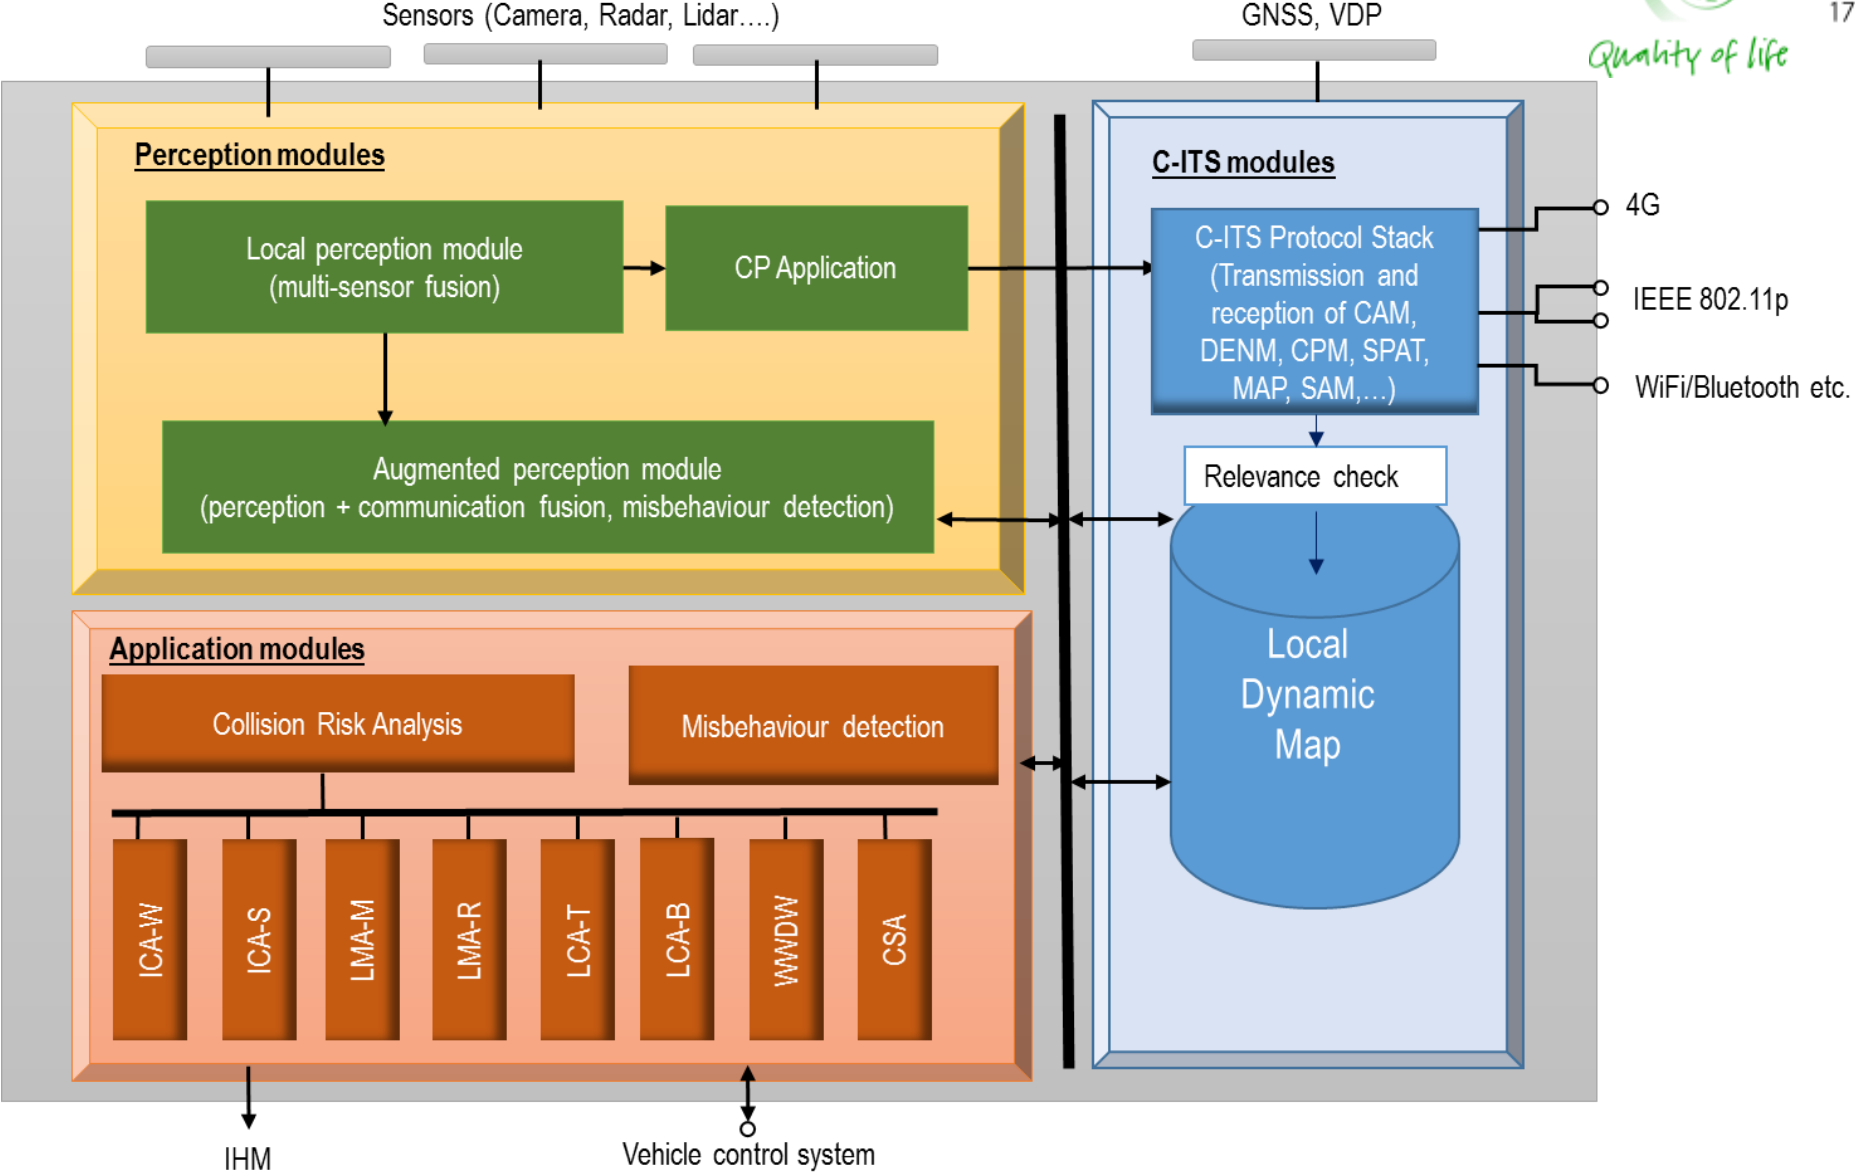 Sensors (Camera, Radar, Lidar....)
GNSS, VDP
17
Quality of life
Perception modules
Local perception module
(multi-sensor fusion)
CP Application
Augmented perception module
(perception + communication fusion, misbehaviour detection)
C-ITS modules
C-ITS Protocol Stack
(Transmission and
reception of CAM,
DENM, CPM, SPAT,
MAP, SAM,...)
4G
IEEE 802.11p
WiFi/Bluetooth etc.
Relevance check
Local
Dynamic
Map
Application modules
Collision Risk Analysis
Misbehaviour detection
ICA-W
ICA-S
LMA-M
LMA-R
LCA-T
LCA-B
WWDW
CSA
IHM
Vehicle control system